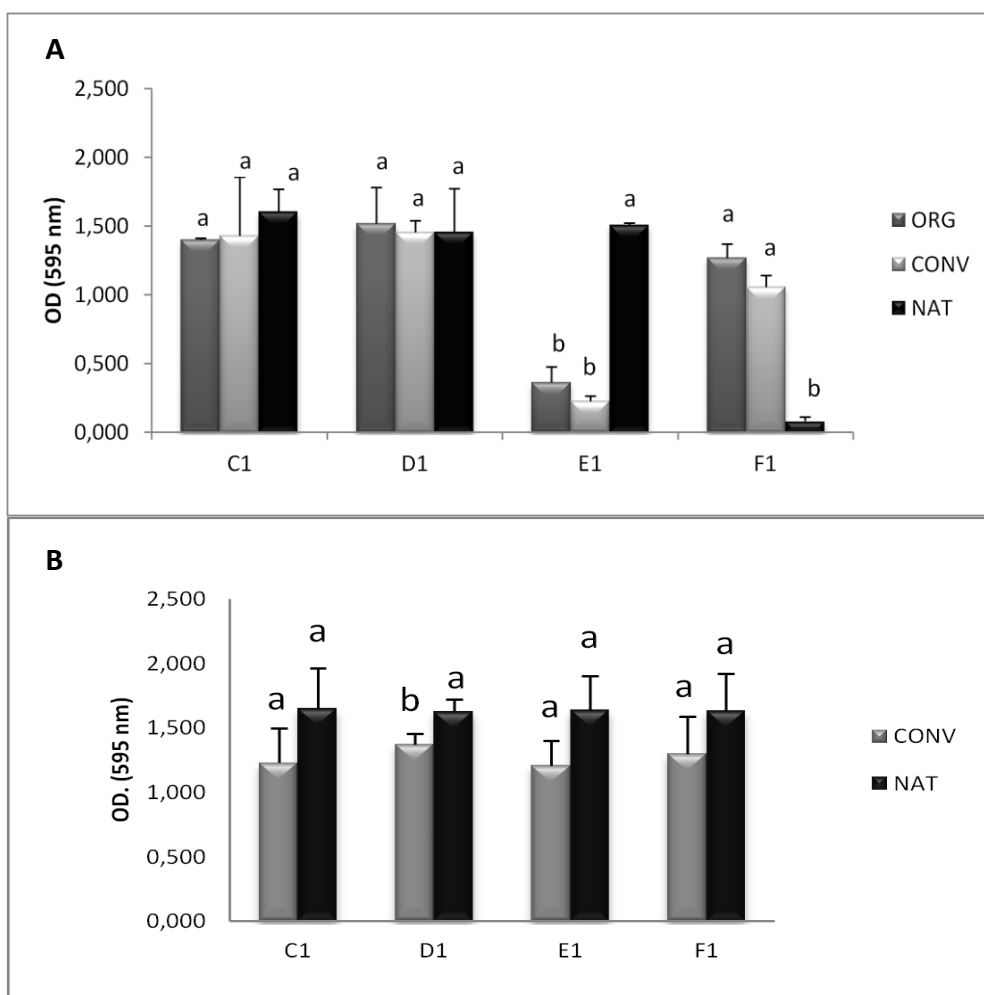 A
2,500
2,000
1,500
1,000
0,500
0,000
OD (595 nm)
a a a
a a a
b b a
a a b
C1 D1 E1 F1
ORG
CONV
NAT
B
2,500
2,000
1,500
1,000
0,500
0,000
OD. (595 nm)
a a
b a
a a
a a
C1 D1 E1 F1
CONV
NAT